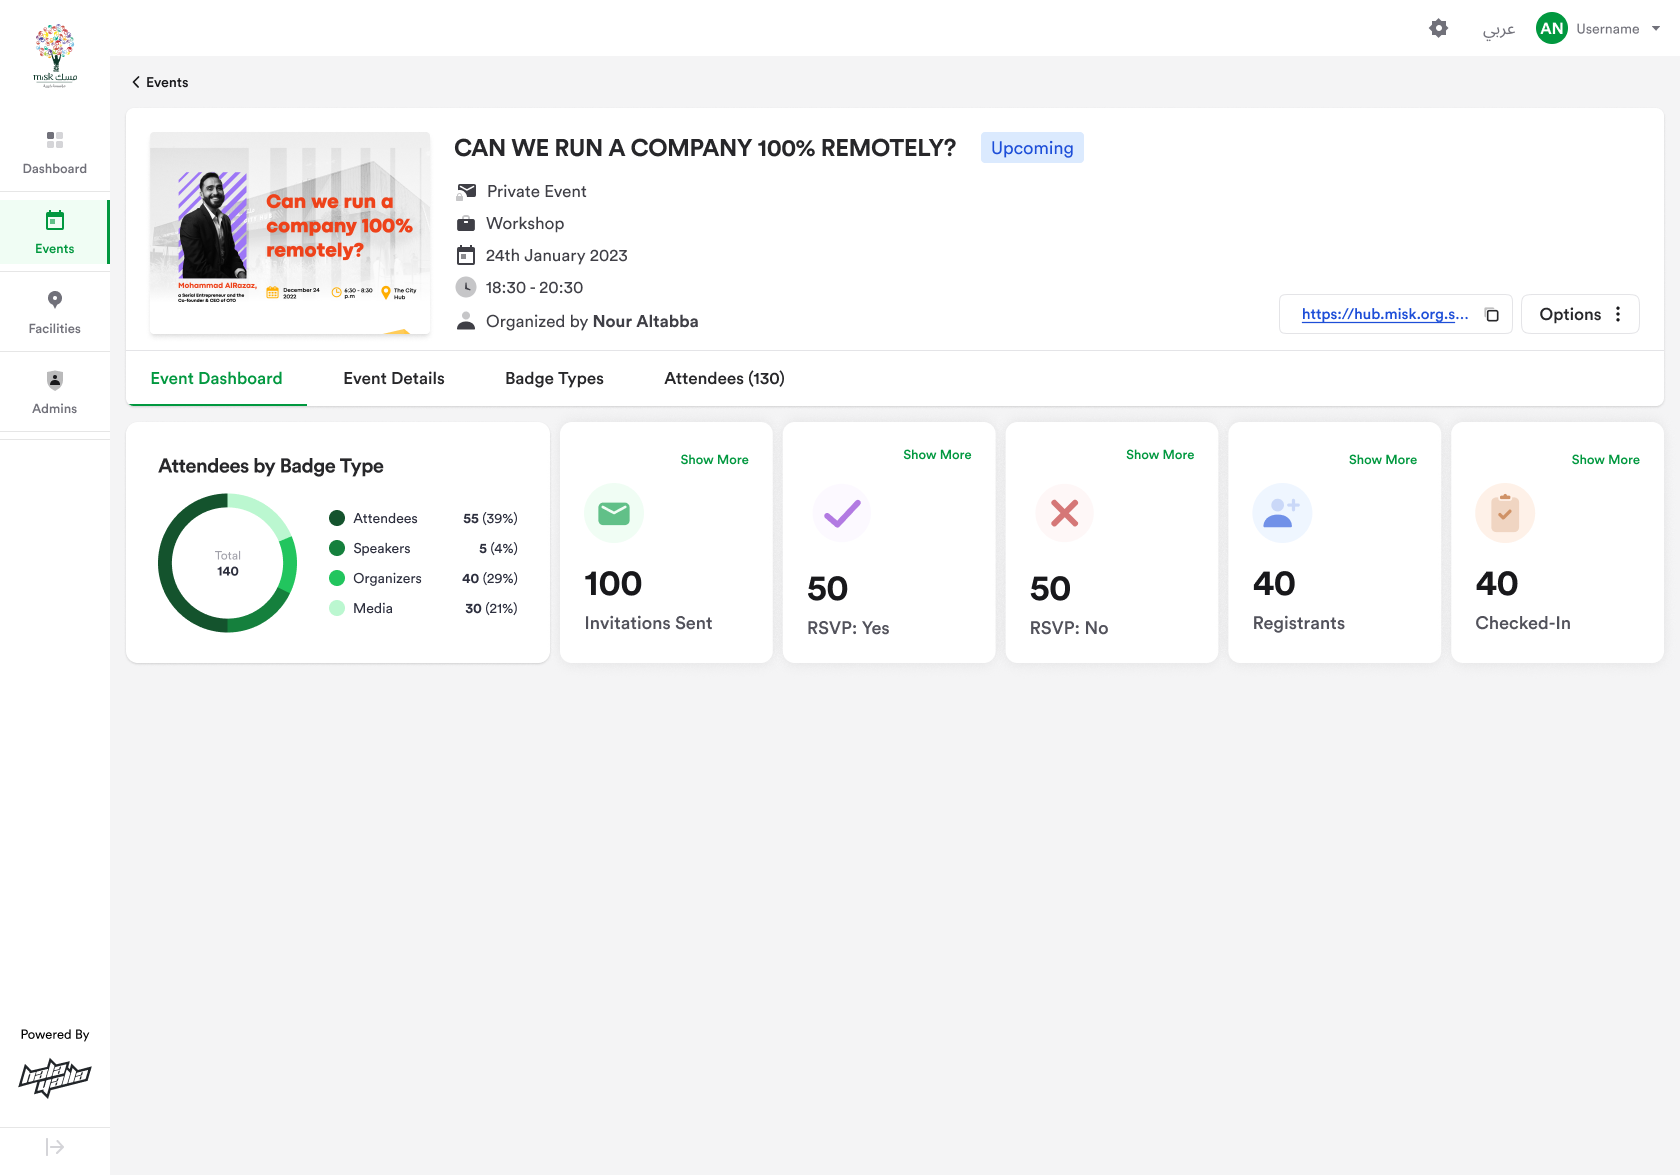 عربي
AN
Username
misk مسك
Dashboard
Events
Facilities
Admins
Powered By
hala yalla
Events
Can we run a
company 100%
remotely?
Mohammad AlRazaz,
a Serial Entrepreneur and the
Co-founder & CEO of OTO
December 24
2022
6:30 - 8:30
p.m
The City
Hub
CAN WE RUN A COMPANY 100% REMOTELY?
Upcoming
Private Event
Workshop
24th January 2023
18:30 - 20:30
Organized by Nour Altabba
https://hub.misk.org.s...
Options
Event Dashboard
Event Details
Badge Types
Attendees (130)
Attendees by Badge Type
Total
140
Attendees 55 (39%)
Speakers 5 (4%)
Organizers 40 (29%)
Media 30 (21%)
Show More
100
Invitations Sent
Show More
50
RSVP: Yes
Show More
50
RSVP: No
Show More
40
Registrants
Show More
40
Checked-In